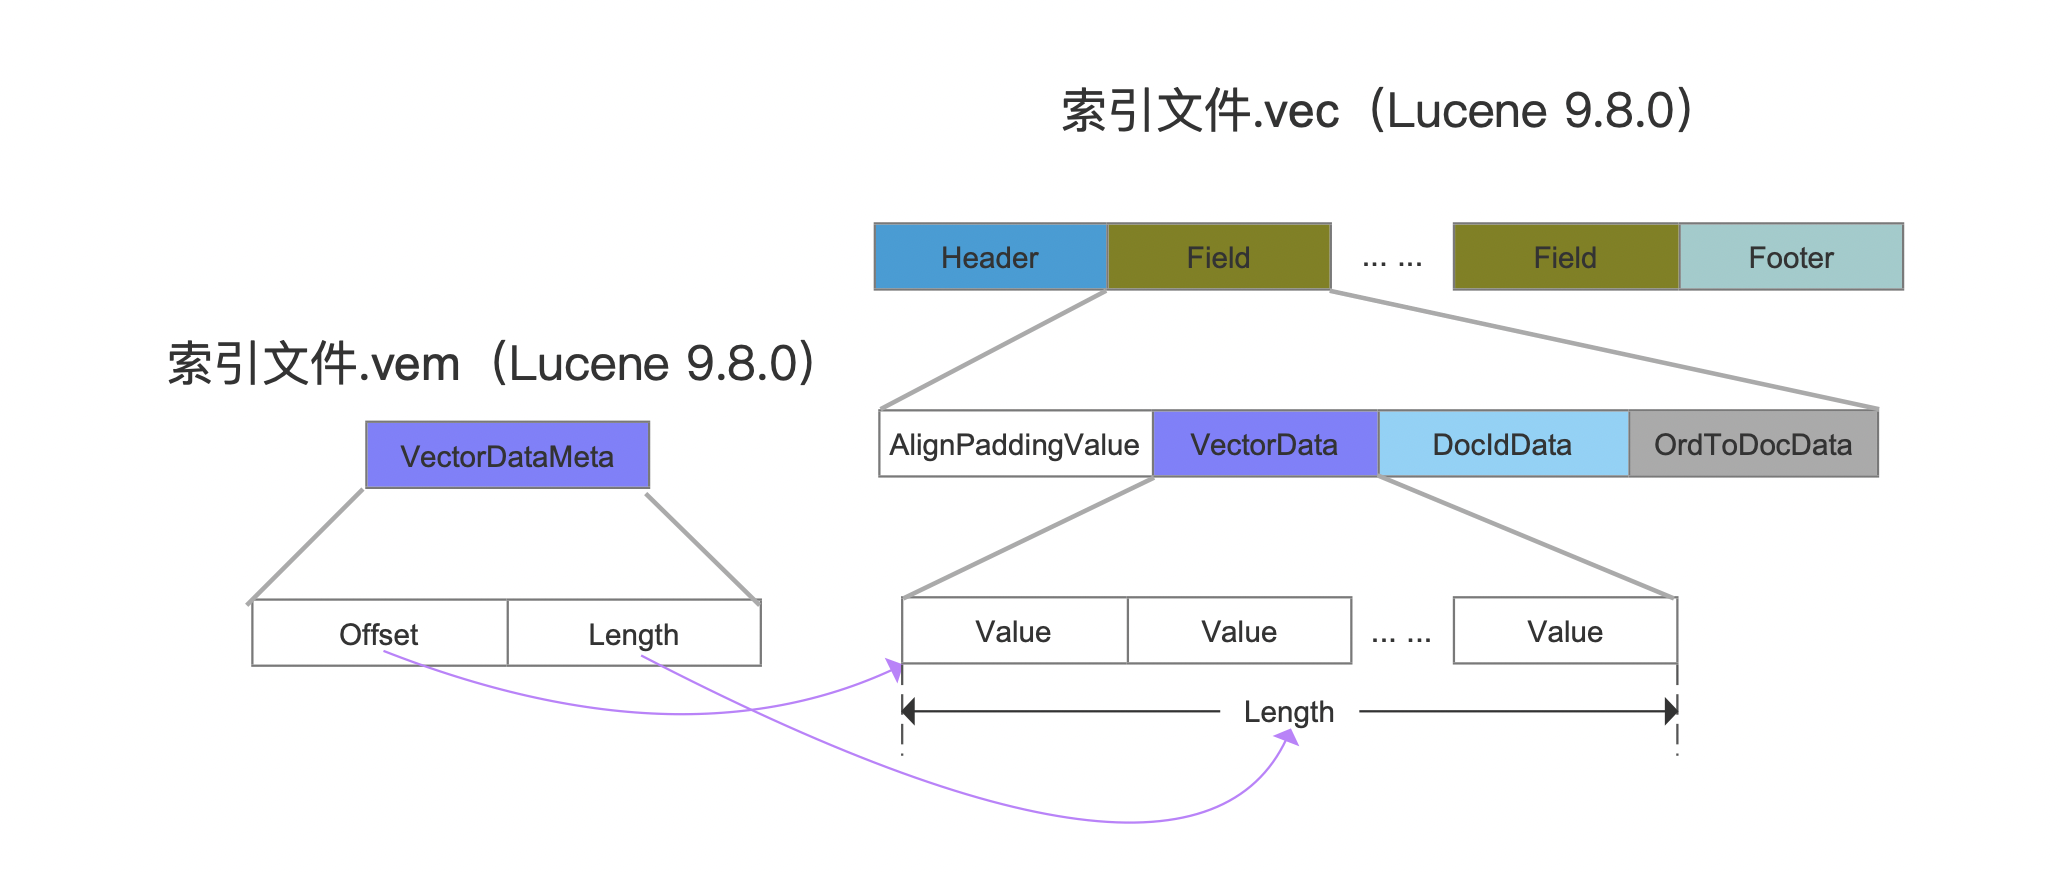 索引文件.vec（Lucene 9.8.0）
Header Field ... ... Field Footer
索引文件.vem（Lucene 9.8.0）
VectorDataMeta
AlignPaddingValue VectorData DocIdData OrdToDocData
Offset Length
Value Value ... ... Value
Length